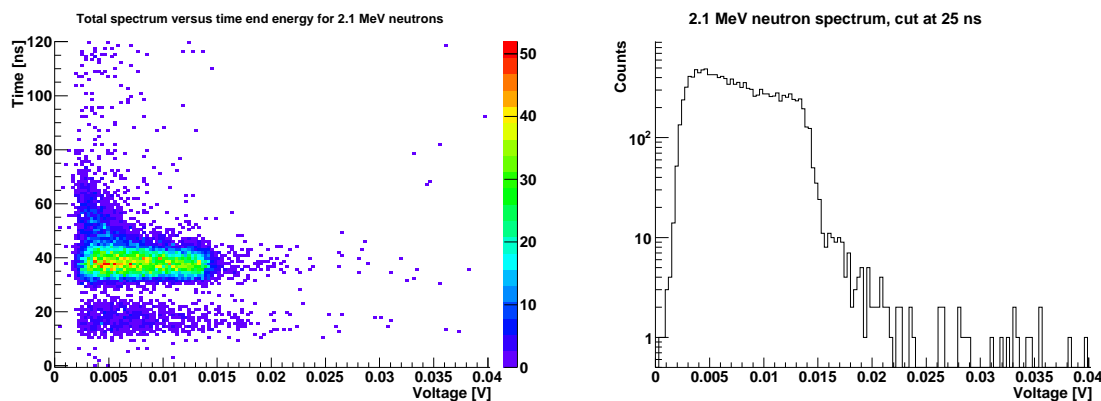 Total spectrum versus time end energy for 2.1 MeV neutrons
Time [ns]
120
100
80
60
40
20
0
0 0.005 0.01 0.015 0.02 0.025 0.03 0.035 0.04
Voltage [V]
50
40
30
20
10
0
2.1 MeV neutron spectrum, cut at 25 ns
Counts
10²
10
1
0 0.005 0.01 0.015 0.02 0.025 0.03 0.035 0.04
Voltage [V]